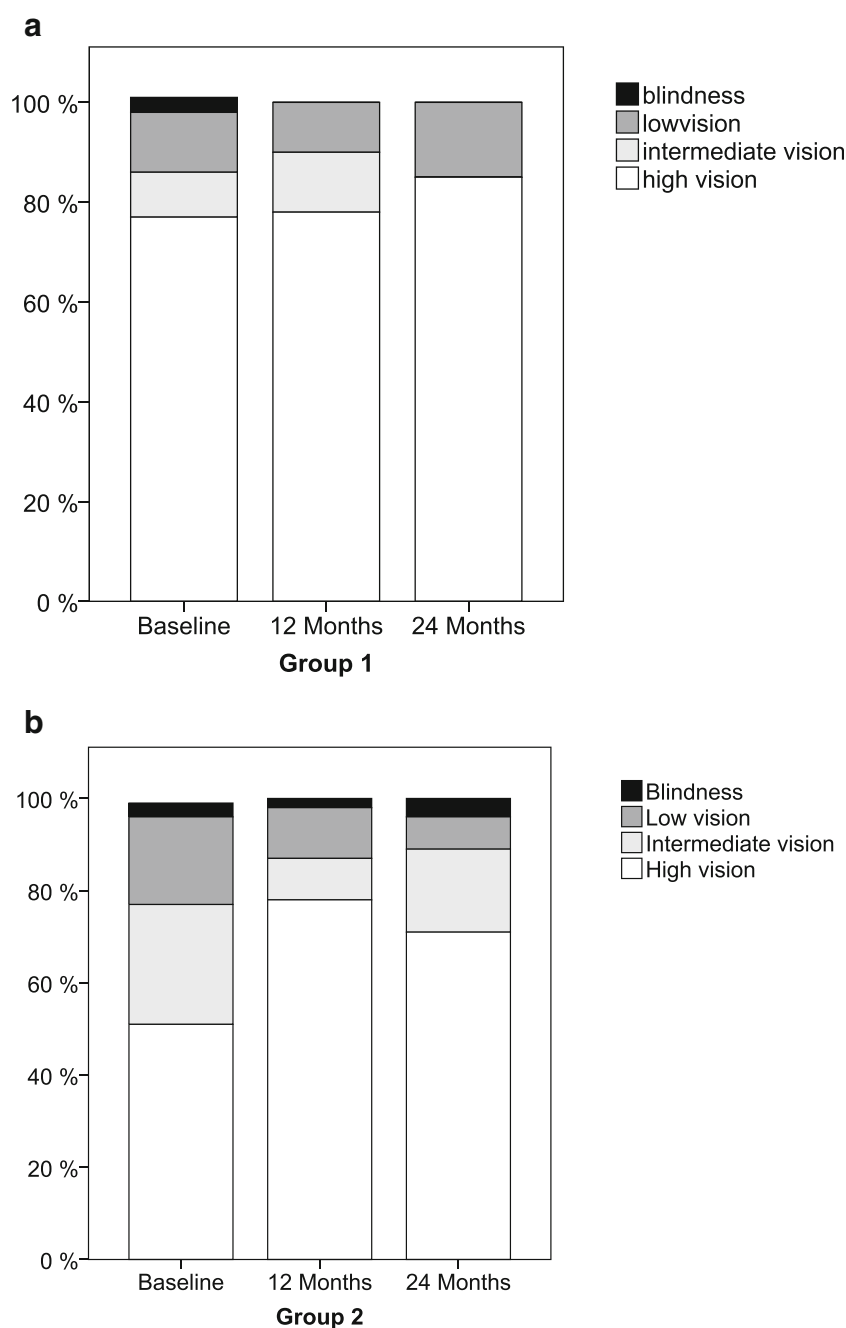 a
100 %
80 %
60 %
40 %
20 %
0 %
Baseline
12 Months
24 Months
Group 1
blindness
lowvision
intermediate vision
high vision
b
100 %
80 %
60 %
40 %
20 %
0 %
Baseline
12 Months
24 Months
Group 2
Blindness
Low vision
Intermediate vision
High vision